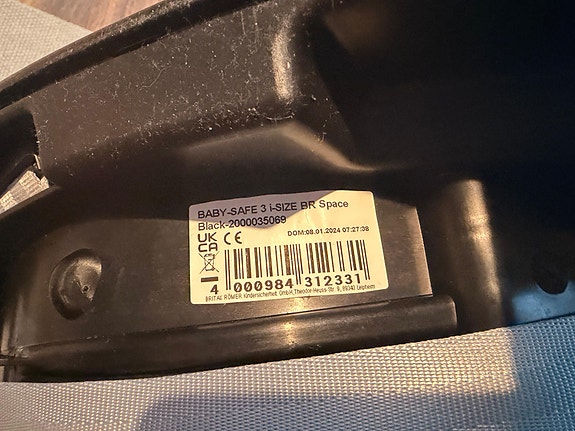 BABY-SAFE 3 i-SIZE BR Space
Black-2000035069
UK
CA
CE
DOM:08.01.2024 07:27:38
4 000984 312331
BRITAX RÖMER Kindersicherheit GmbH, Theodor-Heuss-Str. 9, 89340 Leipheim